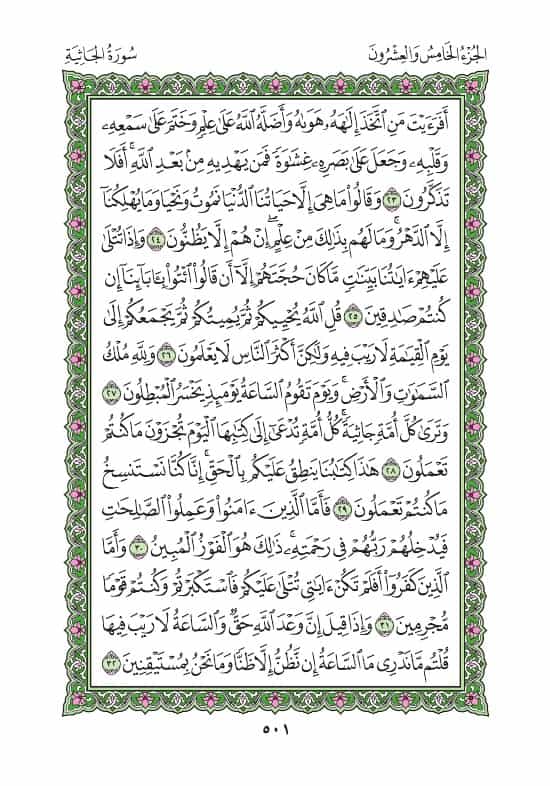 الجُزْءُ الخَامِسُ وَالعِشْرُونَ
سُورَةُ الجَاثِيَةِ
أَفَرَءَيْتَ مَنِ ٱتَّخَذَ إِلَٰهَهُۥ هَوَىٰهُ وَأَضَلَّهُ ٱللَّهُ عَلَىٰ عِلْمٍ وَخَتَمَ عَلَىٰ سَمْعِهِۦ
وَقَلْبِهِۦ وَجَعَلَ عَلَىٰ بَصَرِهِۦ غِشَٰوَةً فَمَن يَهْدِيهِ مِنۢ بَعْدِ ٱللَّهِۚ أَفَلَا
تَذَكَّرُونَ ٢٣ وَقَالُوا۟ مَا هِىَ إِلَّا حَيَاتُنَا ٱلدُّنْيَا نَمُوتُ وَنَحْيَا وَمَا يُهْلِكُنَآ
إِلَّا ٱلدَّهْرُۚ وَمَا لَهُم بِذَٰلِكَ مِنْ عِلْمٍۖ إِنْ هُمْ إِلَّا يَظُنُّونَ ٢٤ وَإِذَا تُتْلَىٰ
عَلَيْهِمْ ءَايَٰتُنَا بَيِّنَٰتٍ مَّا كَانَ حُجَّتَهُمْ إِلَّآ أَن قَالُوا۟ ٱئْتُوا۟ بِـَٔابَآئِنَآ إِن
كُنتُمْ صَٰدِقِينَ ٢٥ قُلِ ٱللَّهُ يُحْيِيكُمْ ثُمَّ يُمِيتُكُمْ ثُمَّ يَجْمَعُكُمْ إِلَىٰ
يَوْمِ ٱلْقِيَٰمَةِ لَا رَيْبَ فِيهِ وَلَٰكِنَّ أَكْثَرَ ٱلنَّاسِ لَا يَعْلَمُونَ ٢٦ وَلِلَّهِ مُلْكُ
ٱلسَّمَٰوَٰتِ وَٱلْأَرْضِۚ وَيَوْمَ تَقُومُ ٱلسَّاعَةُ يَوْمَئِذٍ يَخْسَرُ ٱلْمُبْطِلُونَ ٢٧
وَتَرَىٰ كُلَّ أُمَّةٍ جَاثِيَةًۚ كُلُّ أُمَّةٍ تُدْعَىٰٓ إِلَىٰ كِتَٰبِهَا ٱلْيَوْمَ تُجْزَوْنَ مَا كُنتُمْ
تَعْمَلُونَ ٢٨ هَٰذَا كِتَٰبُنَا يَنطِقُ عَلَيْكُم بِٱلْحَقِّۚ إِنَّا كُنَّا نَسْتَنسِخُ
مَا كُنتُمْ تَعْمَلُونَ ٢٩ فَأَمَّا ٱلَّذِينَ ءَامَنُوا۟ وَعَمِلُوا۟ ٱلصَّٰلِحَٰتِ
فَيُدْخِلُهُمْ رَبُّهُمْ فِى رَحْمَتِهِۦۚ ذَٰلِكَ هُوَ ٱلْفَوْزُ ٱلْمُبِينُ ٣٠ وَأَمَّا
ٱلَّذِينَ كَفَرُوٓا۟ أَفَلَمْ تَكُنْ ءَايَٰتِى تُتْلَىٰ عَلَيْكُمْ فَٱسْتَكْبَرْتُمْ وَكُنتُمْ قَوْمًا
مُّجْرِمِينَ ٣١ وَإِذَا قِيلَ إِنَّ وَعْدَ ٱللَّهِ حَقٌّ وَٱلسَّاعَةُ لَا رَيْبَ فِيهَا
قُلْتُم مَّا نَدْرِى مَا ٱلسَّاعَةُ إِن نَّظُنُّ إِلَّا ظَنًّا وَمَا نَحْنُ بِمُسْتَيْقِنِينَ ٣٢
٥٠١